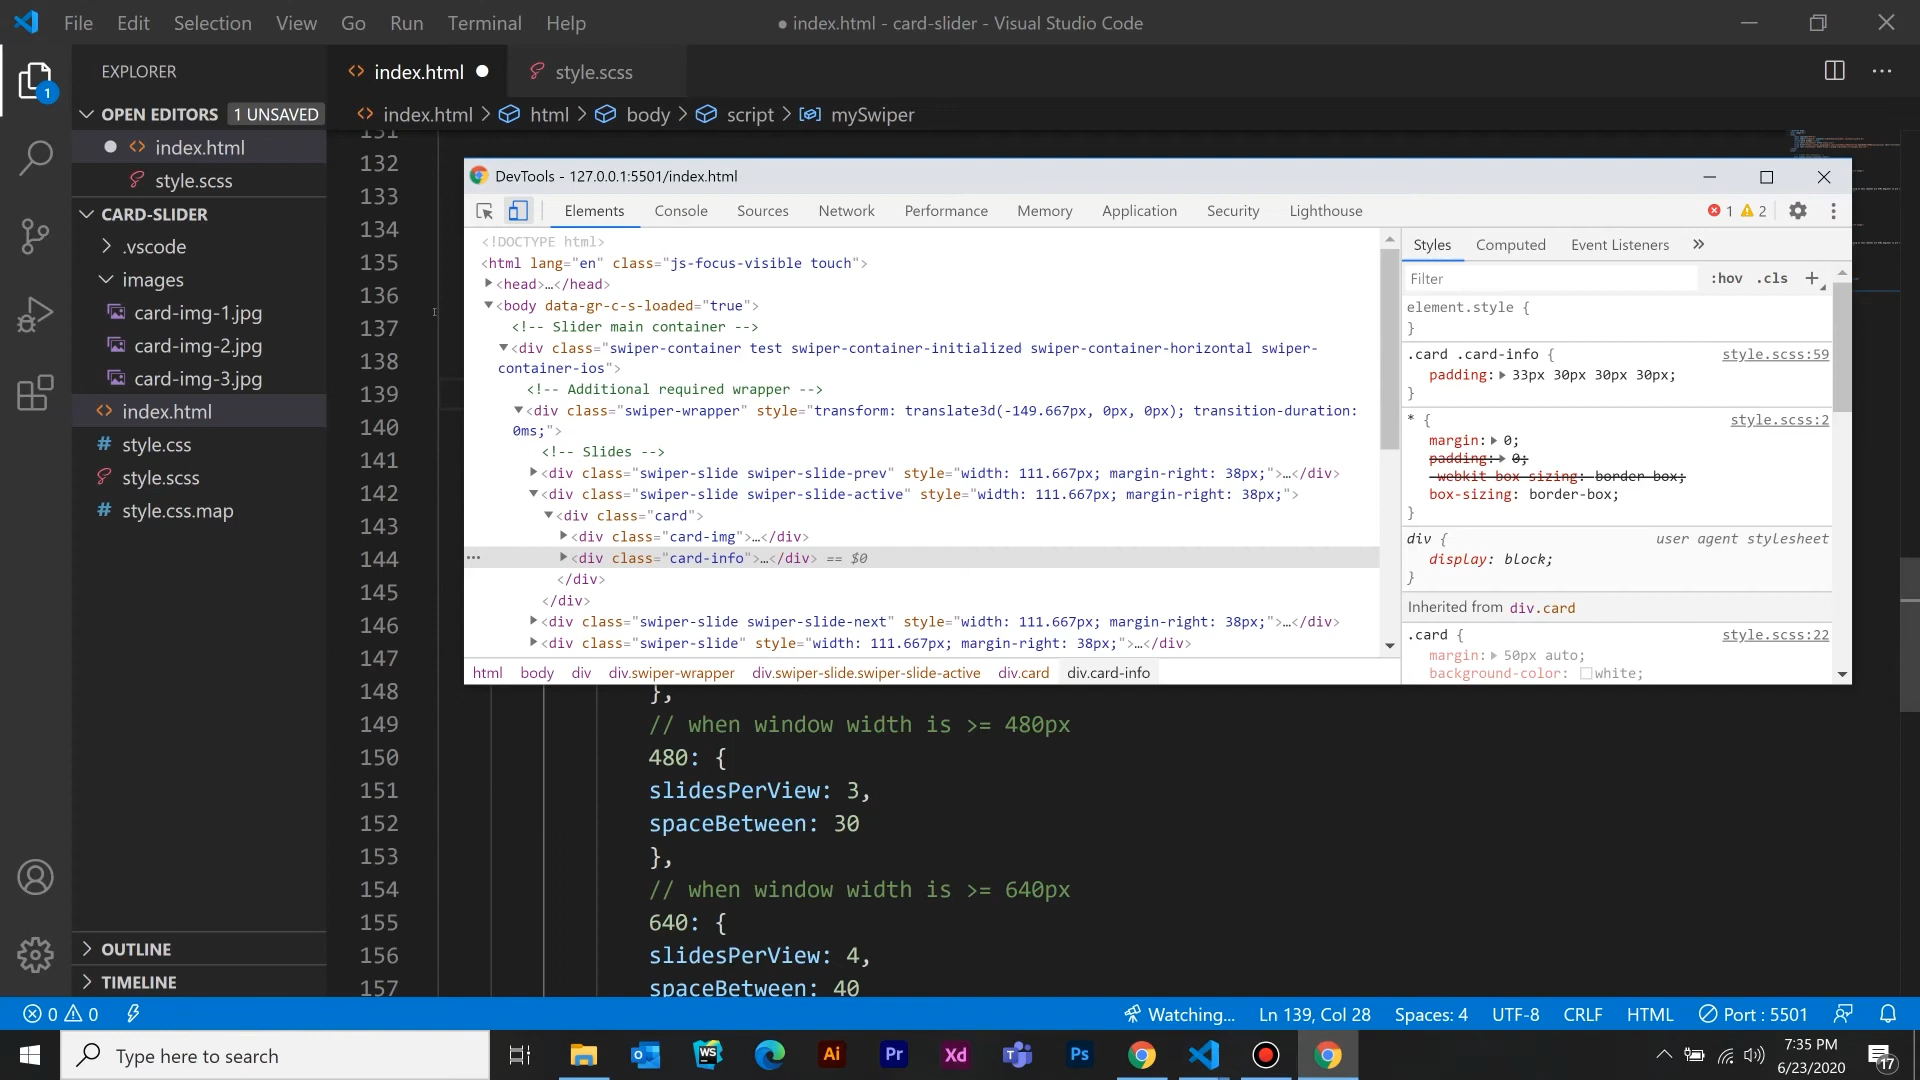 File Edit Selection View Go Run Terminal Help
● index.html - card-slider - Visual Studio Code
EXPLORER
OPEN EDITORS 1 UNSAVED
index.html
style.scss
CARD-SLIDER
.vscode
images
card-img-1.jpg
card-img-2.jpg
card-img-3.jpg
index.html
style.css
style.scss
style.css.map
OUTLINE
TIMELINE
1
index.html style.scss
index.html > html > body > script > mySwiper
131
132
133
134
135
136
137
138
139
140
141
142
143
144
145
146
147
148 },
149 // when window width is >= 480px
150 480: {
151 slidesPerView: 3,
152 spaceBetween: 30
153 },
154 // when window width is >= 640px
155 640: {
156 slidesPerView: 4,
157 spaceBetween: 40
DevTools - 127.0.0.1:5501/index.html
Elements Console Sources Network Performance Memory Application Security Lighthouse 1 2
<!DOCTYPE html>
<html lang="en" class="js-focus-visible touch">
<head>…</head>
<body data-gr-c-s-loaded="true">
<!-- Slider main container -->
<div class="swiper-container test swiper-container-initialized swiper-container-horizontal swiper-
container-ios">
<!-- Additional required wrapper -->
<div class="swiper-wrapper" style="transform: translate3d(-149.667px, 0px, 0px); transition-duration:
0ms;">
<!-- Slides -->
<div class="swiper-slide swiper-slide-prev" style="width: 111.667px; margin-right: 38px;">…</div>
<div class="swiper-slide swiper-slide-active" style="width: 111.667px; margin-right: 38px;">
<div class="card">
<div class="card-img">…</div>
<div class="card-info">…</div> == $0
</div>
</div>
<div class="swiper-slide swiper-slide-next" style="width: 111.667px; margin-right: 38px;">…</div>
<div class="swiper-slide" style="width: 111.667px; margin-right: 38px;">…</div>
html body div div.swiper-wrapper div.swiper-slide.swiper-slide-active div.card div.card-info
Styles Computed Event Listeners »
Filter :hov .cls +
element.style {
}
.card .card-info { style.scss:59
padding: 33px 30px 30px 30px;
}
* { style.scss:2
margin: 0;
padding: 0;
-webkit-box-sizing: border-box;
box-sizing: border-box;
}
div { user agent stylesheet
display: block;
}
Inherited from div.card
.card { style.scss:22
margin: 50px auto;
background-color: white;
0 0 Watching... Ln 139, Col 28 Spaces: 4 UTF-8 CRLF HTML Port : 5501
Type here to search
WS Ai Pr Xd Ps
7:35 PM
6/23/2020
17